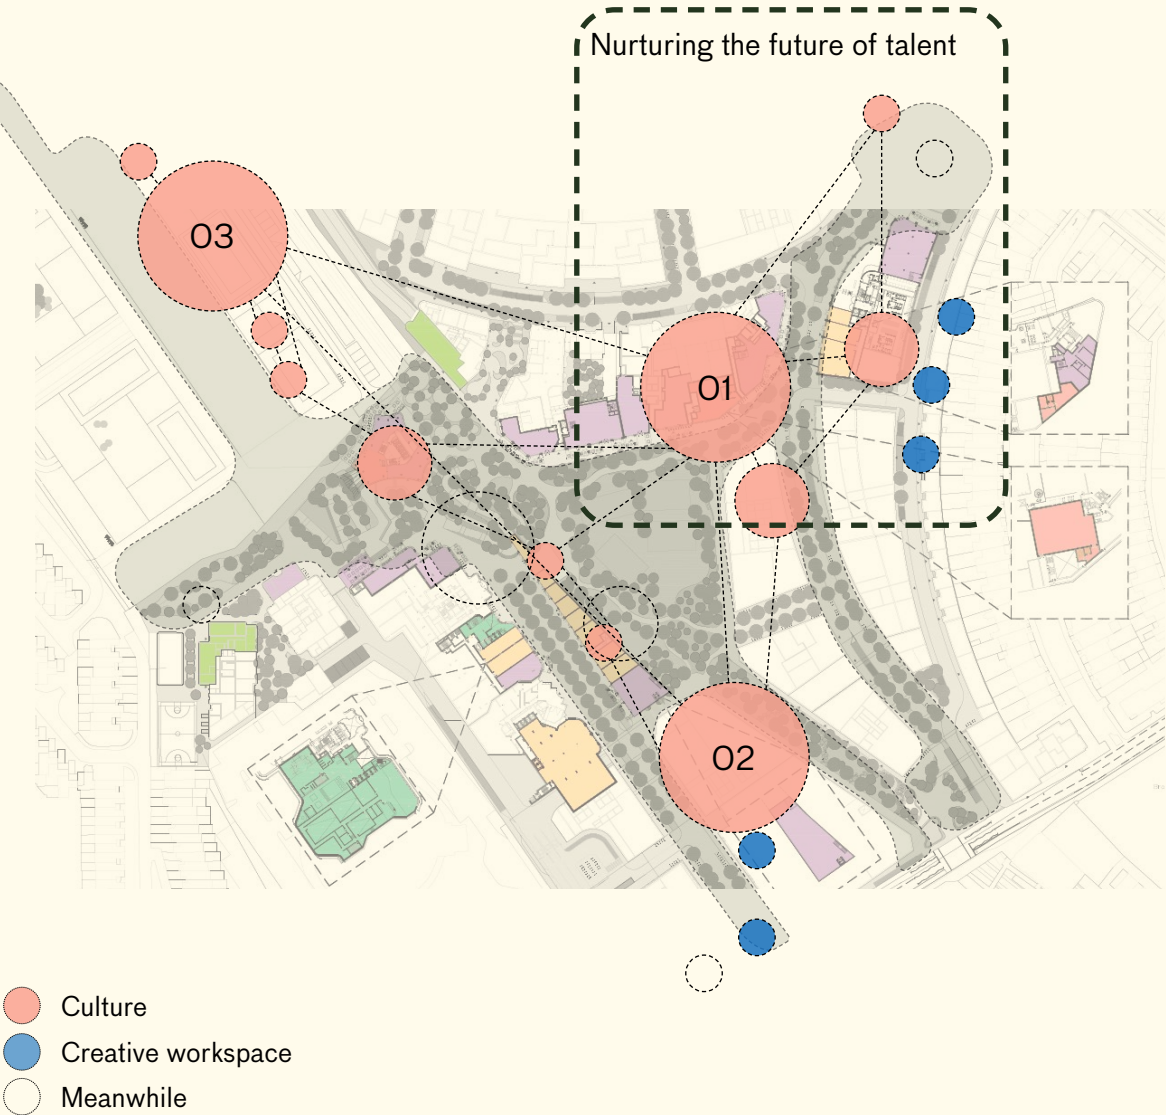 Nurturing the future of talent
03
01
02
Culture
Creative workspace
Meanwhile